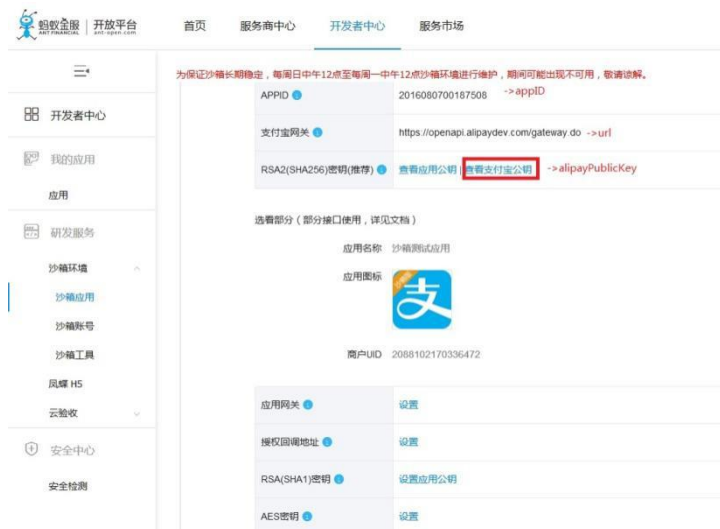 蚂蚁金服 开放平台
ANT FINANCIAL ant-open.com
首页 服务商中心 开发者中心 服务市场
为保证沙箱长期稳定，每周日中午12点至每周一中午12点沙箱环境进行维护，期间可能出现不可用，敬请谅解。
开发者中心
我的应用
应用
研发服务
沙箱环境
沙箱应用
沙箱账号
沙箱工具
凤蝶 H5
云验收
安全中心
安全检测
APPID 2016080700187508 ->appID
支付宝网关 https://openapi.alipaydev.com/gateway.do ->url
RSA2(SHA256)密钥(推荐) 查看应用公钥 | 查看支付宝公钥 ->alipayPublicKey
选看部分（部分接口使用，详见文档）
应用名称 沙箱测试应用
应用图标
支
商户UID 2088102170336472
应用网关 设置
授权回调地址 设置
RSA(SHA1)密钥 设置应用公钥
AES密钥 设置